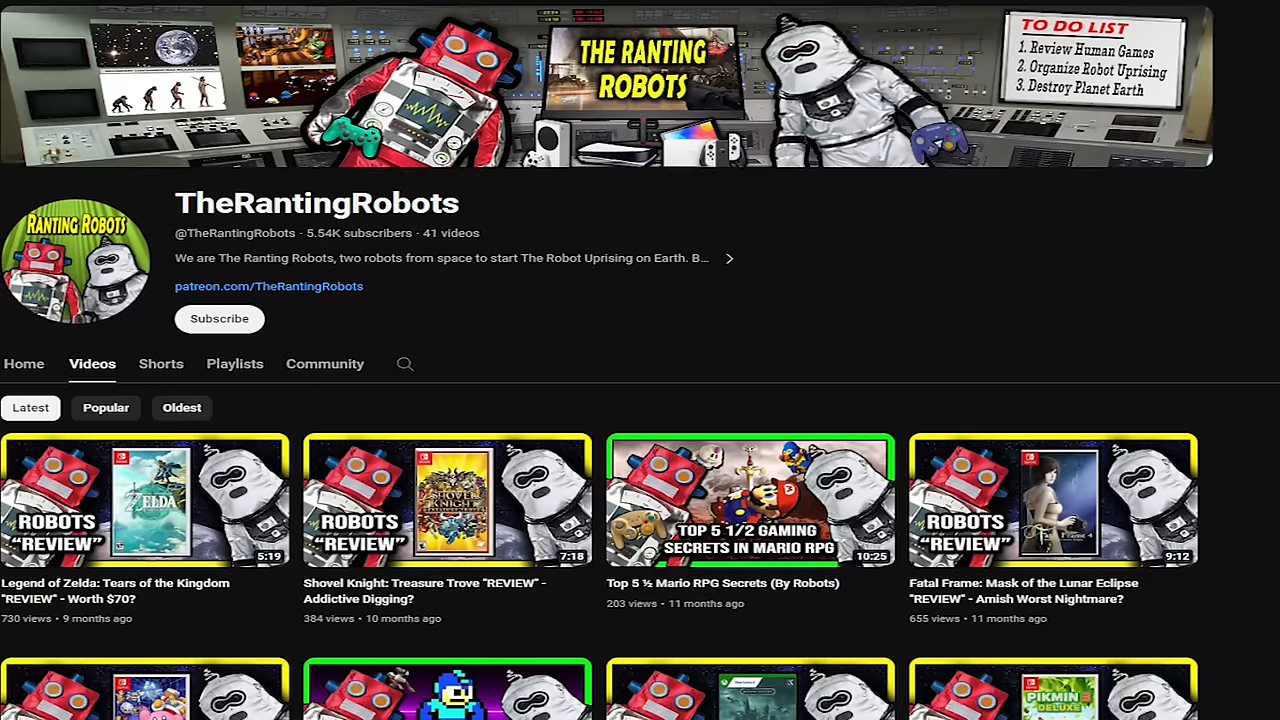 TO DO LIST
1. Review Human Games
2. Organize Robot Uprising
3. Destroy Planet Earth
THE RANTING
ROBOTS
RANTING ROBOTS
TheRantingRobots
@TheRantingRobots · 5.54K subscribers · 41 videos
We are The Ranting Robots, two robots from space to start The Robot Uprising on Earth. B...
patreon.com/TheRantingRobots
Subscribe
Home Videos Shorts Playlists Community
Latest Popular Oldest
ZELDA
ROBOTS
"REVIEW"
5:19
SHOVEL
KNIGHT
ROBOTS
"REVIEW"
7:18
TOP 5 1/2 GAMING
SECRETS IN MARIO RPG
10:25
ROBOTS
"REVIEW"
9:12
Legend of Zelda: Tears of the Kingdom
"REVIEW" - Worth $70?
730 views • 9 months ago
Shovel Knight: Treasure Trove "REVIEW" -
Addictive Digging?
384 views • 10 months ago
Top 5 ½ Mario RPG Secrets (By Robots)
203 views • 11 months ago
Fatal Frame: Mask of the Lunar Eclipse
"REVIEW" - Amish Worst Nightmare?
655 views • 11 months ago
PIKMIN 3
DELUXE